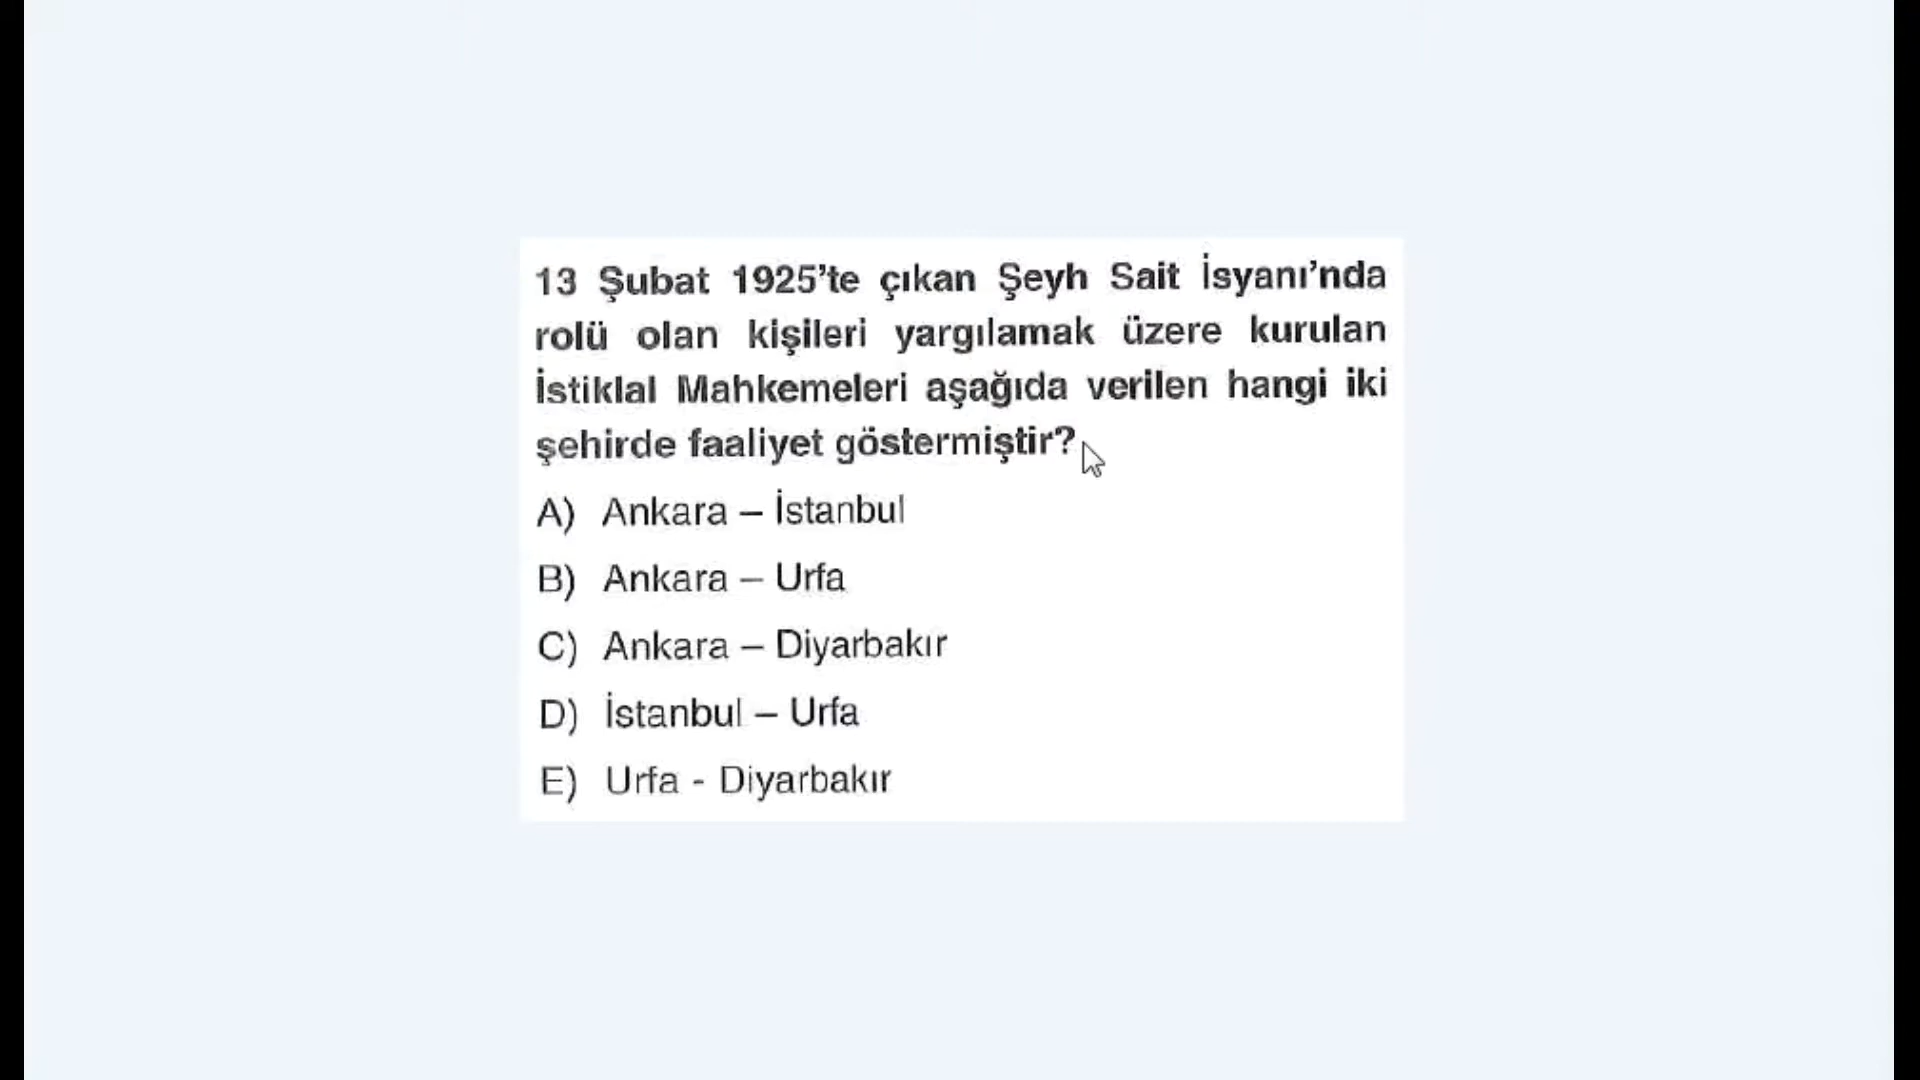 13 Şubat 1925'te çıkan Şeyh Sait İsyanı'nda
rolü olan kişileri yargılamak üzere kurulan
İstiklal Mahkemeleri aşağıda verilen hangi iki
şehirde faaliyet göstermiştir?
A) Ankara – İstanbul
B) Ankara – Urfa
C) Ankara – Diyarbakır
D) İstanbul – Urfa
E) Urfa - Diyarbakır